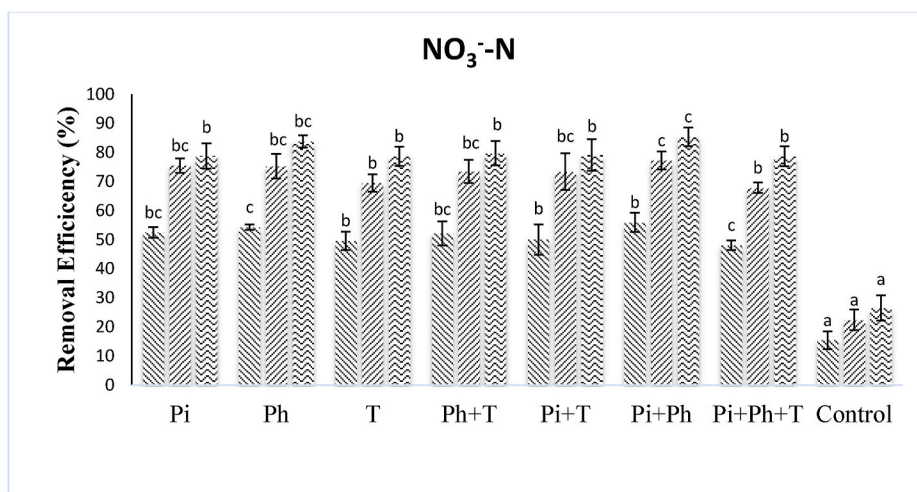 NO₃⁻-N
Removal Efficicency (%)
100
90
80
70
60
50
40
30
20
10
0
bc bc b
c bc bc
b b b
bc bc b
b bc b
b c c
c b b
a a a
Pi Ph T Ph+T Pi+T Pi+Ph Pi+Ph+T Control